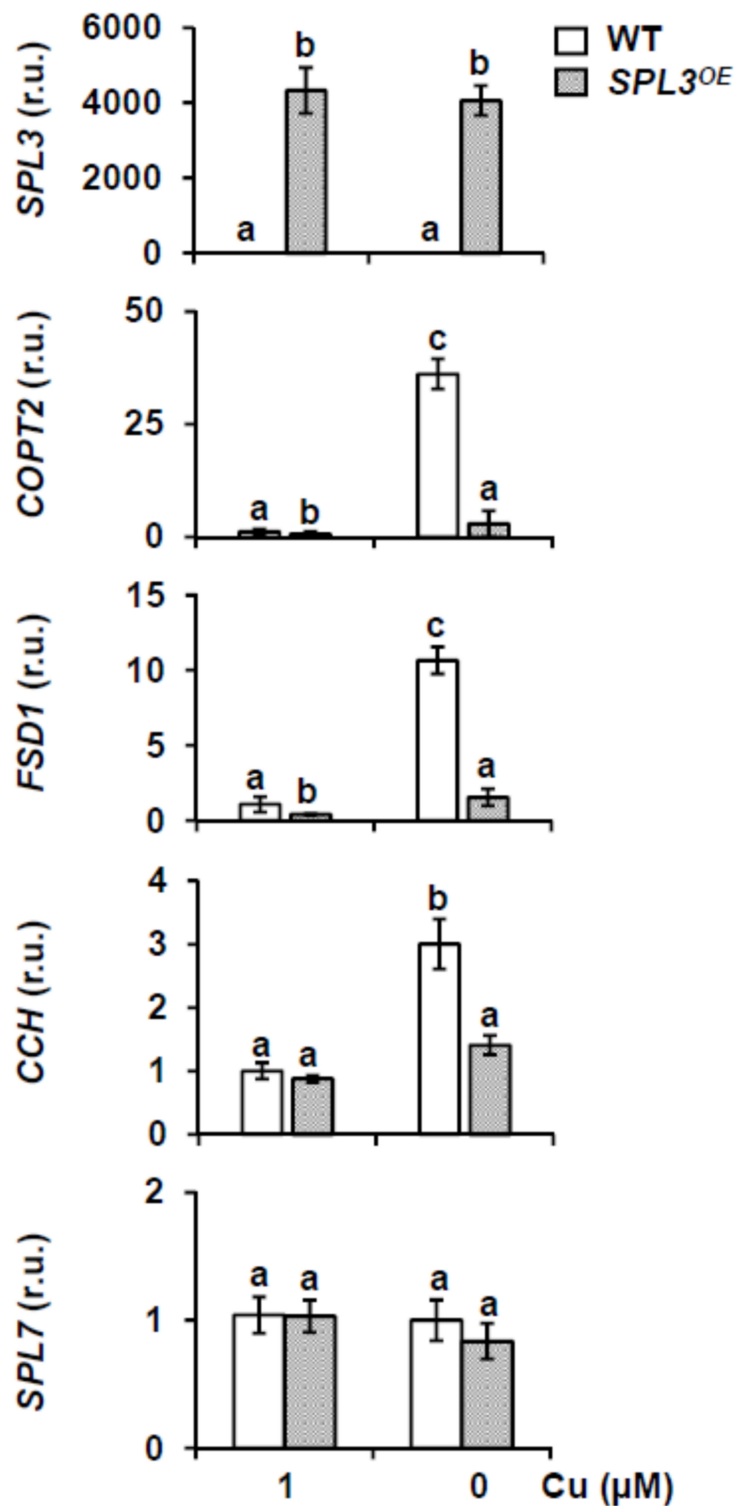 WT
SPL3OE
SPL3 (r.u.)
6000
4000
2000
0
a
b
a
b
COPT2 (r.u.)
50
25
0
a
b
c
a
FSD1 (r.u.)
15
10
5
0
a
b
c
a
CCH (r.u.)
4
3
2
1
0
a
a
b
a
SPL7 (r.u.)
2
1
0
a
a
a
a
1 0 Cu (µM)